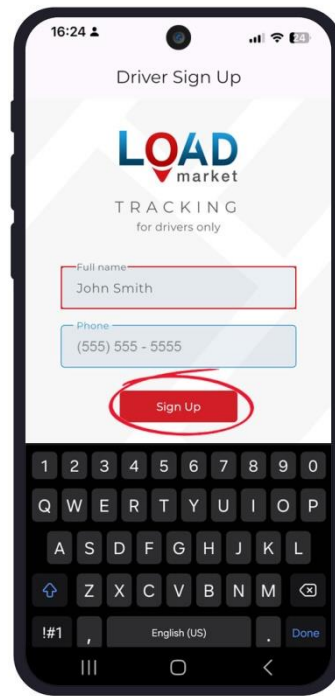 16:24
24
Driver Sign Up
LOAD
market
TRACKING
for drivers only
Full name
John Smith
Phone
(555) 555 - 5555
Sign Up
1 2 3 4 5 6 7 8 9 0
Q W E R T Y U I O P
A S D F G H J K L
Z X C V B N M
!#1 , English (US) . Done